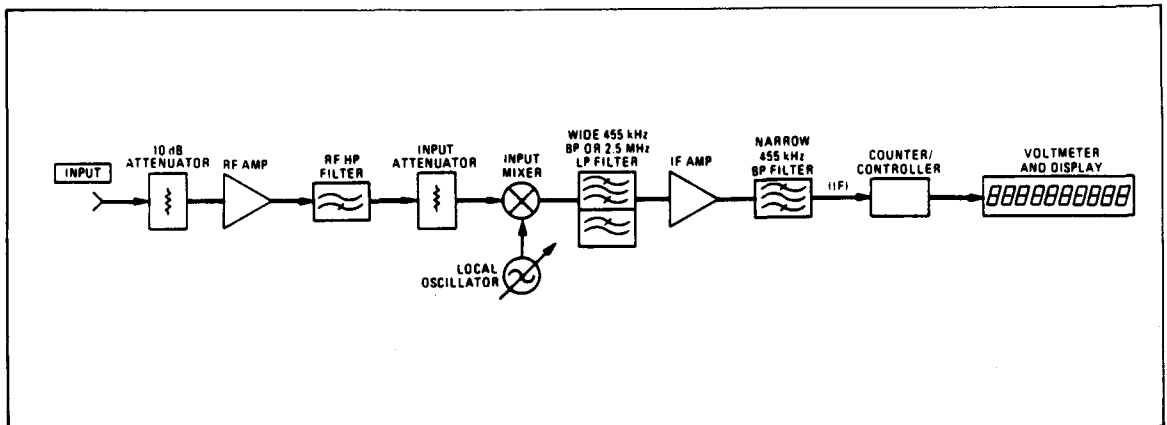 INPUT
10 dB
ATTENUATOR
RF AMP
RF HP
FILTER
INPUT
ATTENUATOR
INPUT
MIXER
LOCAL
OSCILLATOR
WIDE 455 kHz
BP OR 2.5 MHz
LP FILTER
IF AMP
NARROW
455 kHz
BP FILTER
(IF)
COUNTER/
CONTROLLER
VOLTMETER
AND DISPLAY
8888888888